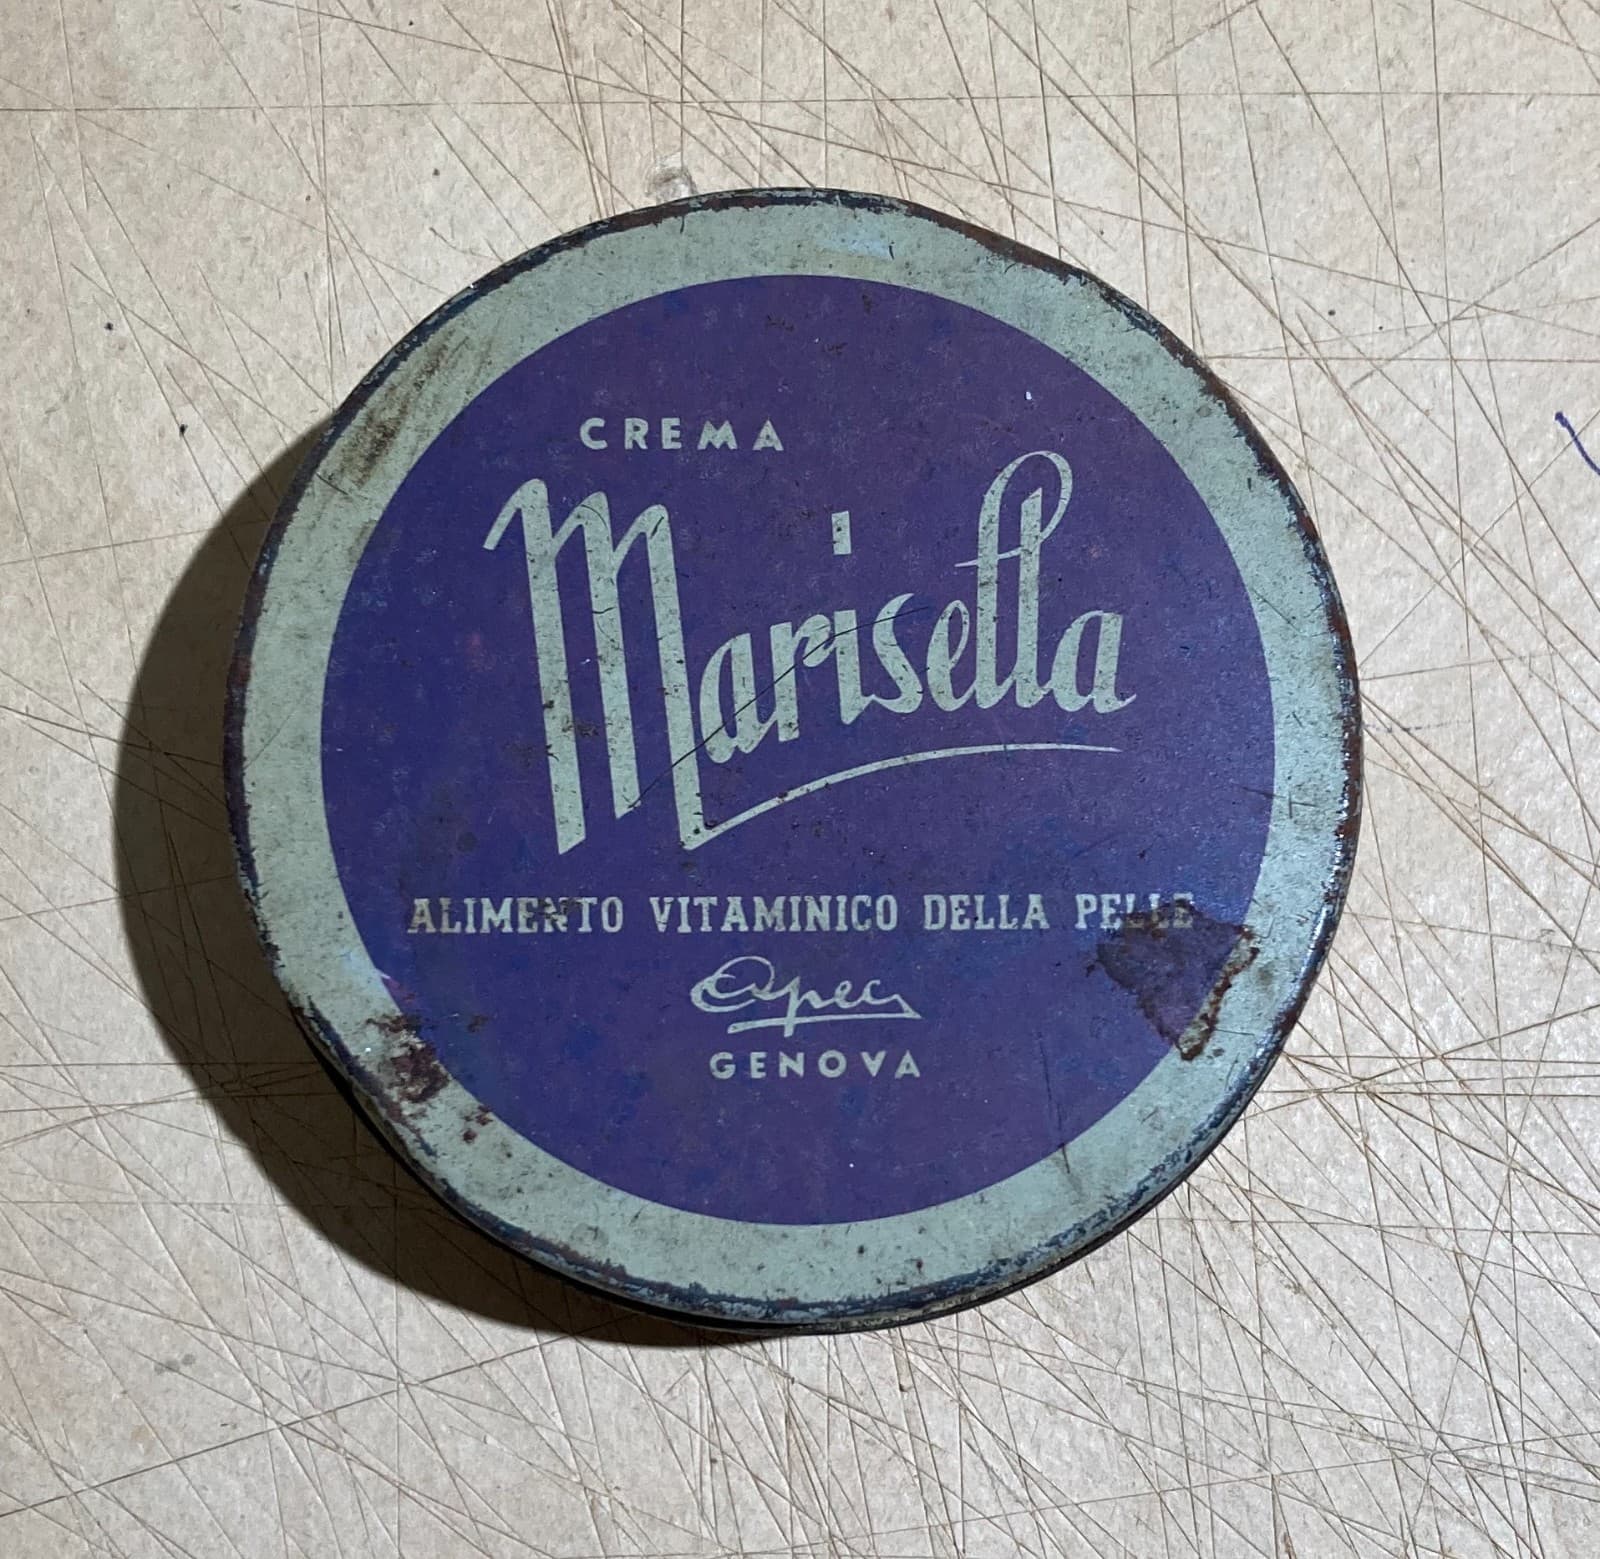 CREMA
Marisella
ALIMENTO VITAMINICO DELLA PELLE
GENOVA